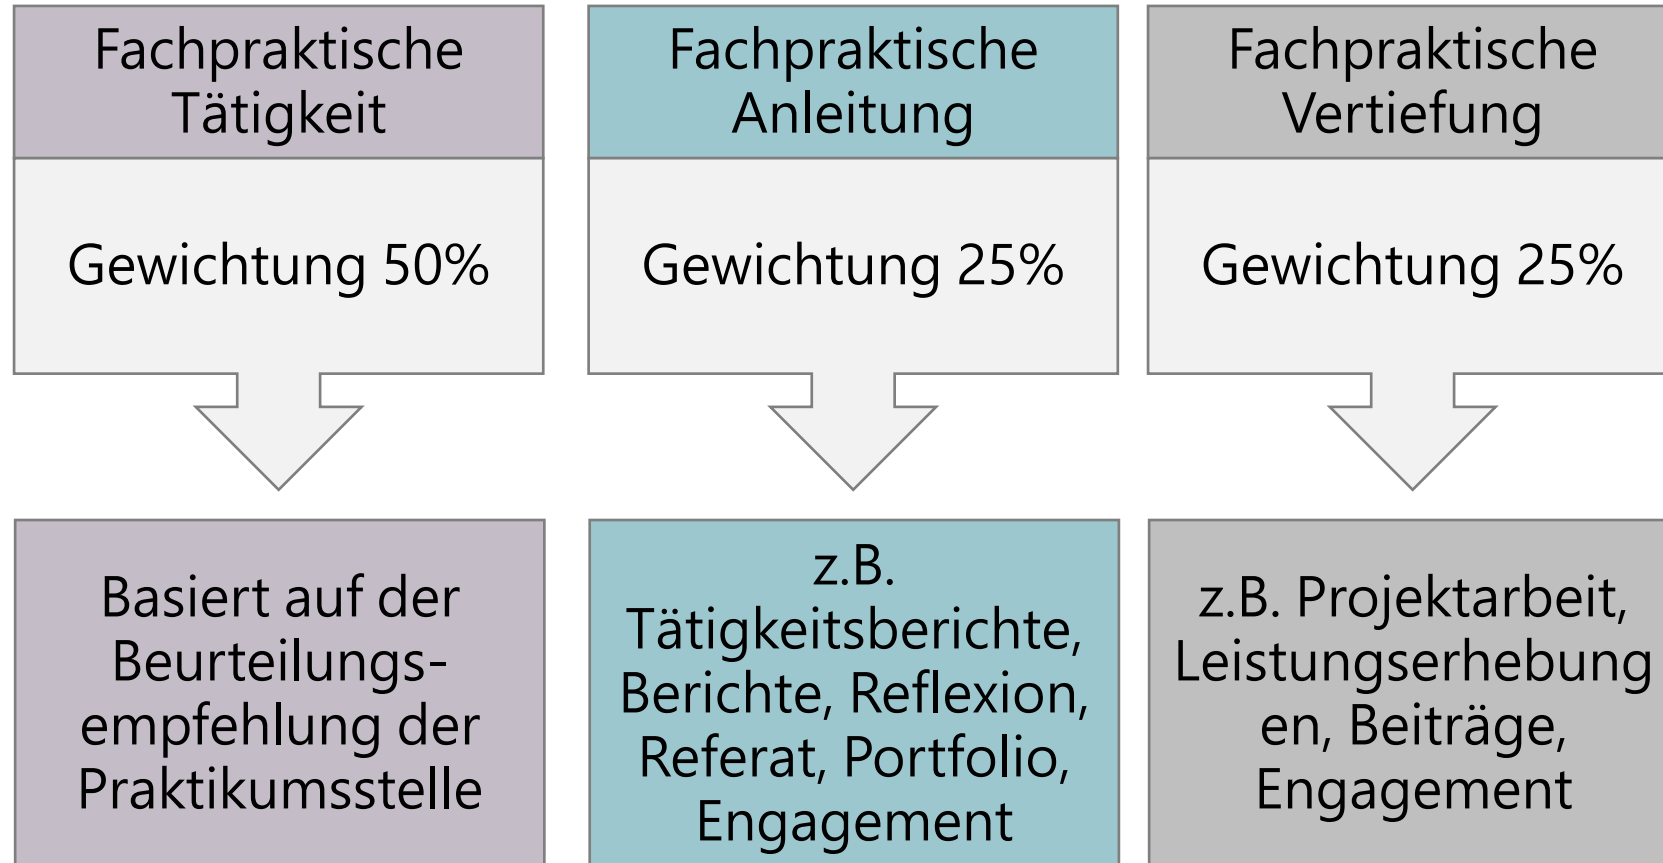 Fachpraktische
Tätigkeit
Gewichtung 50%
Basiert auf der
Beurteilungs-
empfehlung der
Praktikumsstelle
Fachpraktische
Anleitung
Gewichtung 25%
z.B.
Tätigkeitsberichte,
Berichte, Reflexion,
Referat, Portfolio,
Engagement
Fachpraktische
Vertiefung
Gewichtung 25%
z.B. Projektarbeit,
Leistungserhebung
en, Beiträge,
Engagement